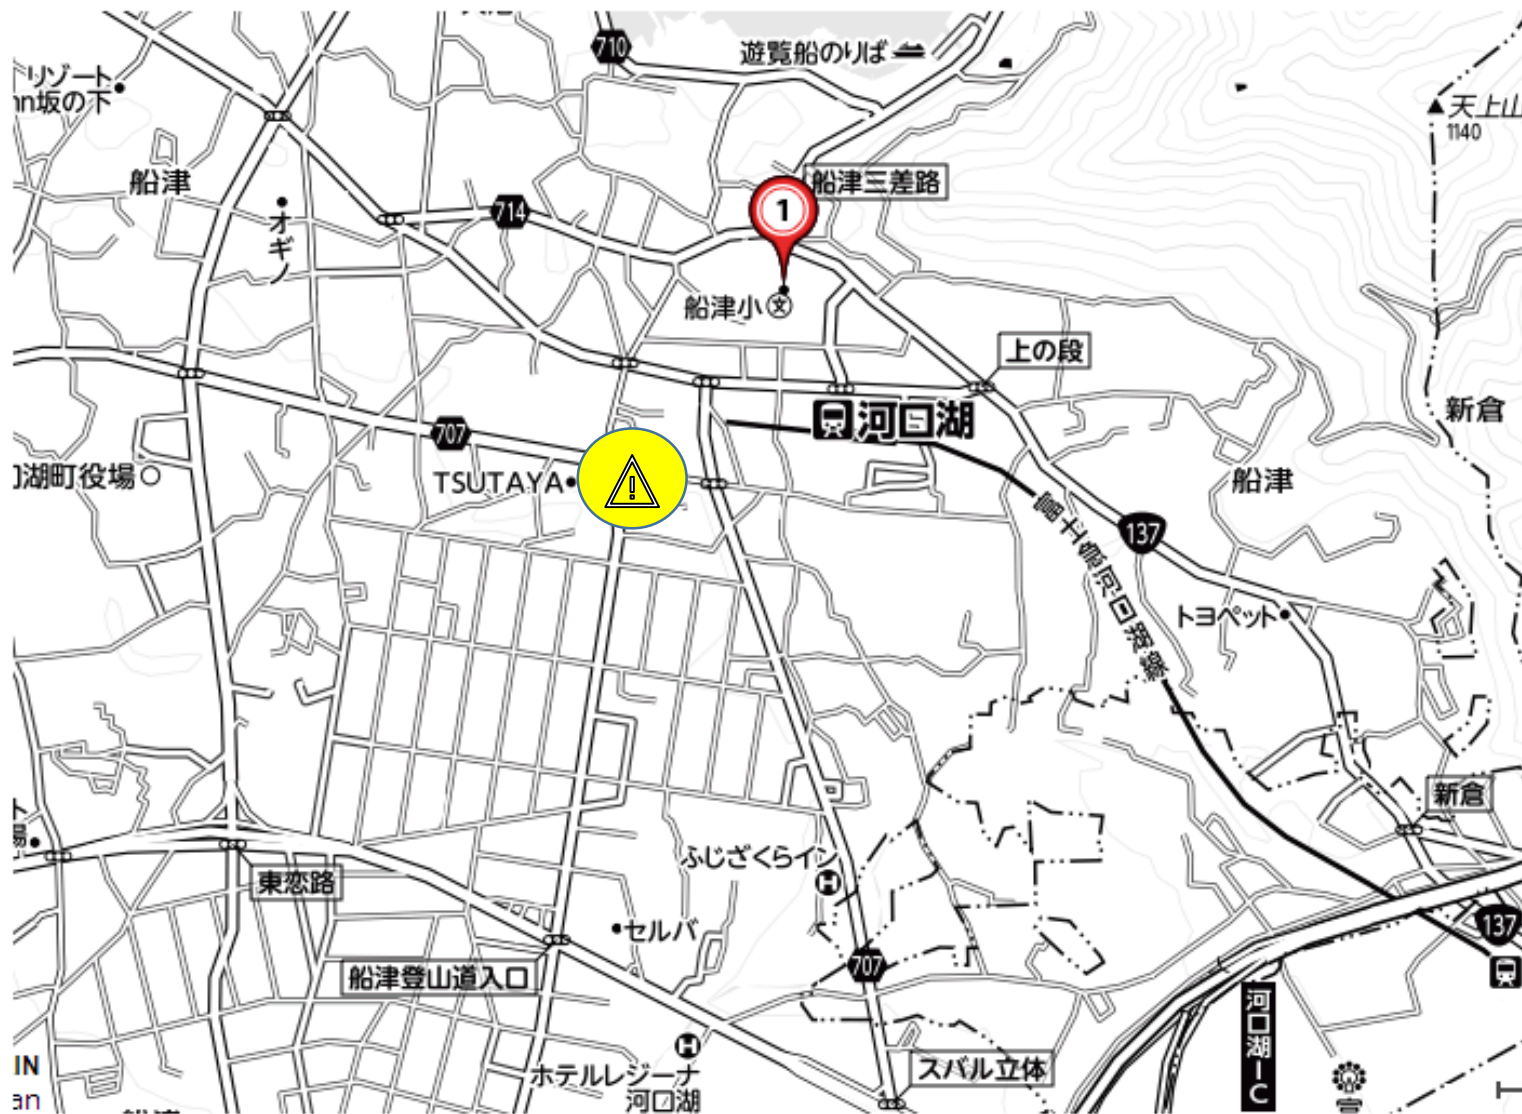 710
遊覧船のりば
リゾート
nn坂の下
天上山
1140
船津
船津三差路
1
714
オギノ
船津小
文
上の段
河口湖
新倉
707
TSUTAYA
口湖町役場
船津
137
富士急河口湖線
トヨペット
新倉
ふじざくらイン
H
東恋路
セルバ
137
船津登山道入口
707
河口湖IC
H
ホテルレジーナ
河口湖
スバル立体
IN
an